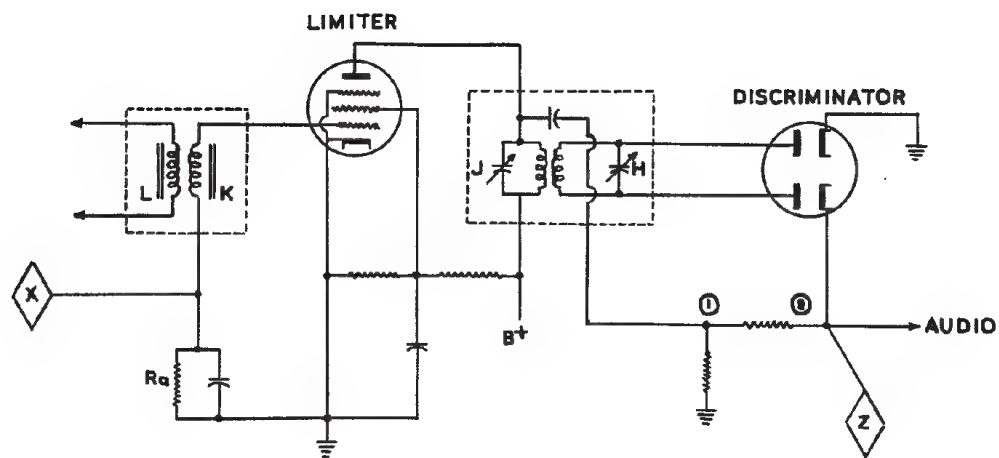 LIMITER
DISCRIMINATOR
L
K
J
H
X
Ra
B+
1
2
AUDIO
Z